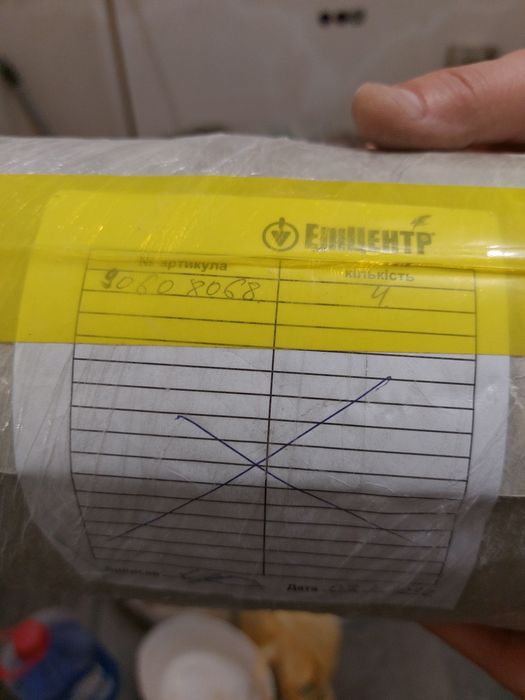 ЕПІЦЕНТР
№ артикула кількість
90608068 4
Дата